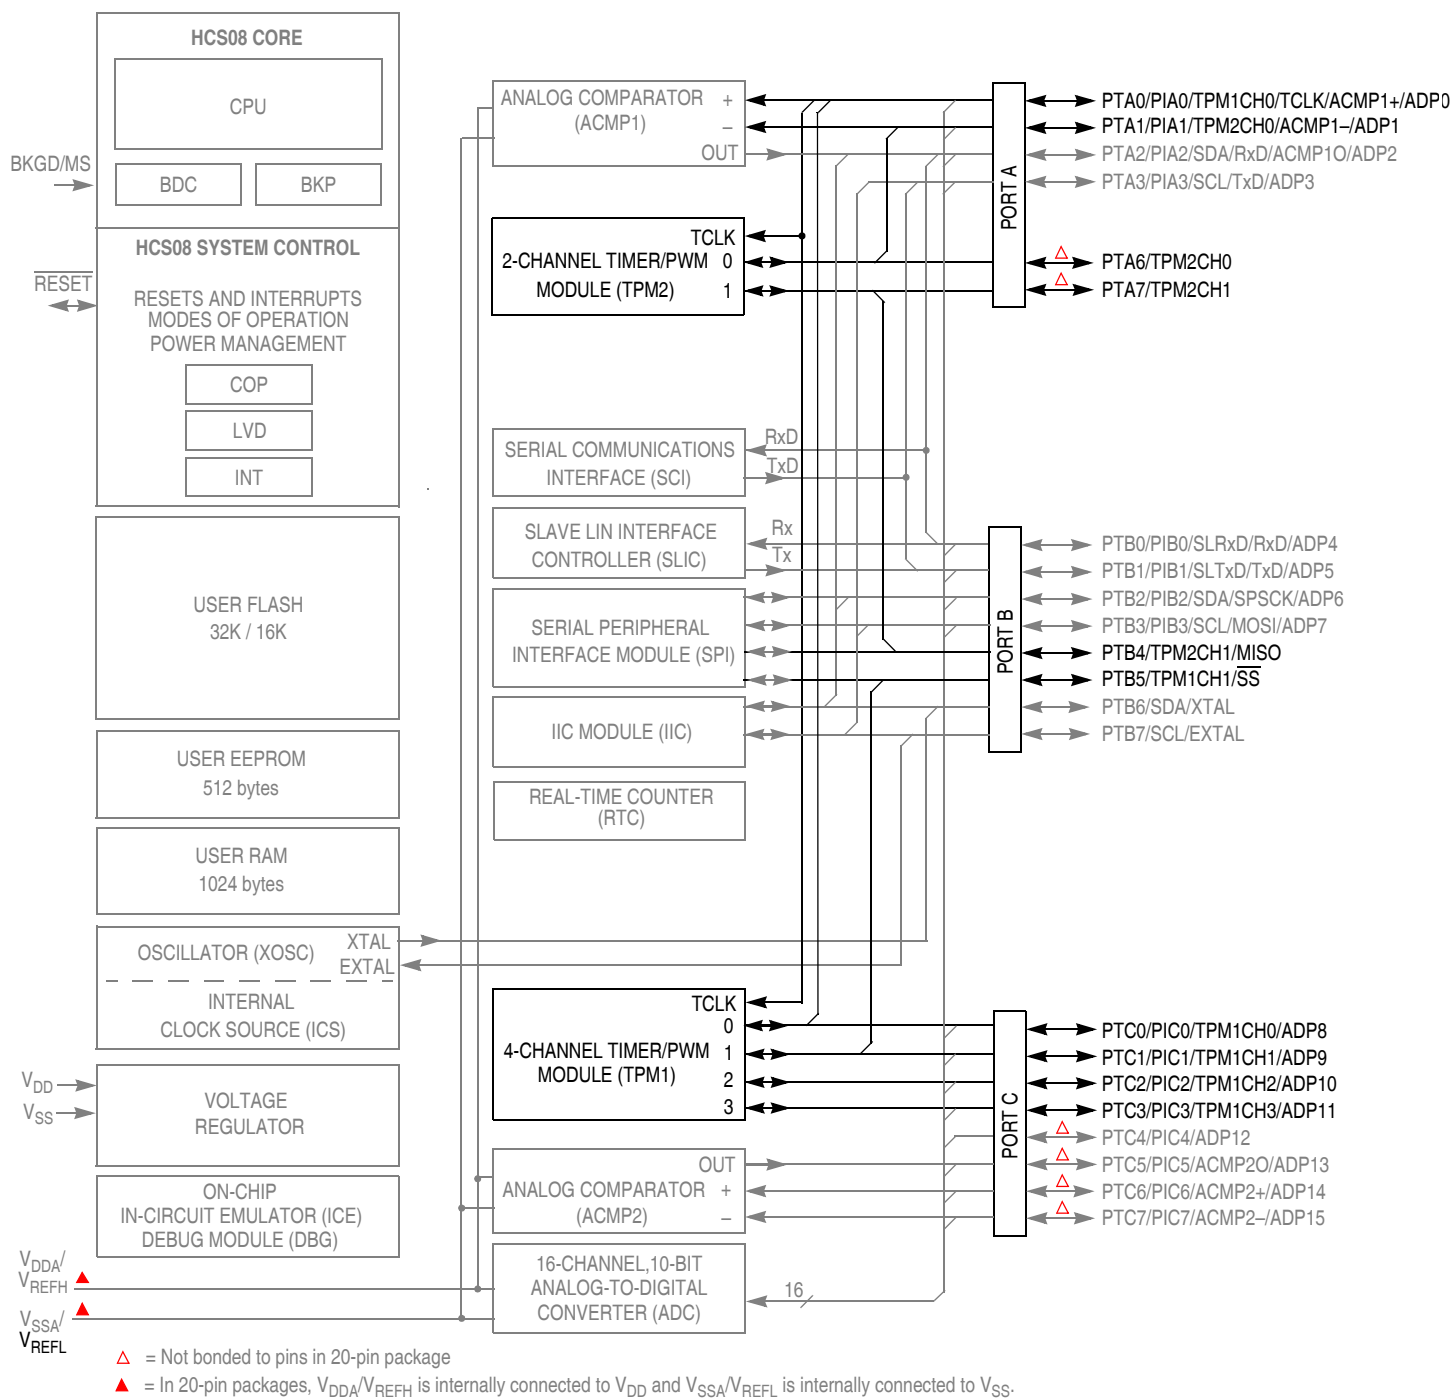 HCS08 CORE
CPU
BDC
BKP
BKGD/MS
HCS08 SYSTEM CONTROL
RESET
RESETS AND INTERRUPTS
MODES OF OPERATION
POWER MANAGEMENT
COP
LVD
INT
USER FLASH
32K / 16K
USER EEPROM
512 bytes
USER RAM
1024 bytes
OSCILLATOR (XOSC)
XTAL
EXTAL
INTERNAL
CLOCK SOURCE (ICS)
VDD
VSS
VOLTAGE
REGULATOR
ON-CHIP
IN-CIRCUIT EMULATOR (ICE)
DEBUG MODULE (DBG)
VDDA/
VREFH
VSSA/
VREFL
ANALOG COMPARATOR
(ACMP1)
+
–
OUT
TCLK
2-CHANNEL TIMER/PWM
MODULE (TPM2)
0
1
SERIAL COMMUNICATIONS
INTERFACE (SCI)
RxD
TxD
SLAVE LIN INTERFACE
CONTROLLER (SLIC)
Rx
Tx
SERIAL PERIPHERAL
INTERFACE MODULE (SPI)
IIC MODULE (IIC)
REAL-TIME COUNTER
(RTC)
TCLK
0
4-CHANNEL TIMER/PWM
MODULE (TPM1)
1
2
3
OUT
ANALOG COMPARATOR
(ACMP2)
+
–
16-CHANNEL,10-BIT
ANALOG-TO-DIGITAL
CONVERTER (ADC)
16
PORT A
PTA0/PIA0/TPM1CH0/TCLK/ACMP1+/ADP0
PTA1/PIA1/TPM2CH0/ACMP1–/ADP1
PTA2/PIA2/SDA/RxD/ACMP1O/ADP2
PTA3/PIA3/SCL/TxD/ADP3
PTA6/TPM2CH0
PTA7/TPM2CH1
PORT B
PTB0/PIB0/SLRxD/RxD/ADP4
PTB1/PIB1/SLTxD/TxD/ADP5
PTB2/PIB2/SDA/SPSCK/ADP6
PTB3/PIB3/SCL/MOSI/ADP7
PTB4/TPM2CH1/MISO
PTB5/TPM1CH1/SS
PTB6/SDA/XTAL
PTB7/SCL/EXTAL
PORT C
PTC0/PIC0/TPM1CH0/ADP8
PTC1/PIC1/TPM1CH1/ADP9
PTC2/PIC2/TPM1CH2/ADP10
PTC3/PIC3/TPM1CH3/ADP11
PTC4/PIC4/ADP12
PTC5/PIC5/ACMP2O/ADP13
PTC6/PIC6/ACMP2+/ADP14
PTC7/PIC7/ACMP2–/ADP15
△ = Not bonded to pins in 20-pin package
▲ = In 20-pin packages, VDDA/VREFH is internally connected to VDD and VSSA/VREFL is internally connected to VSS.